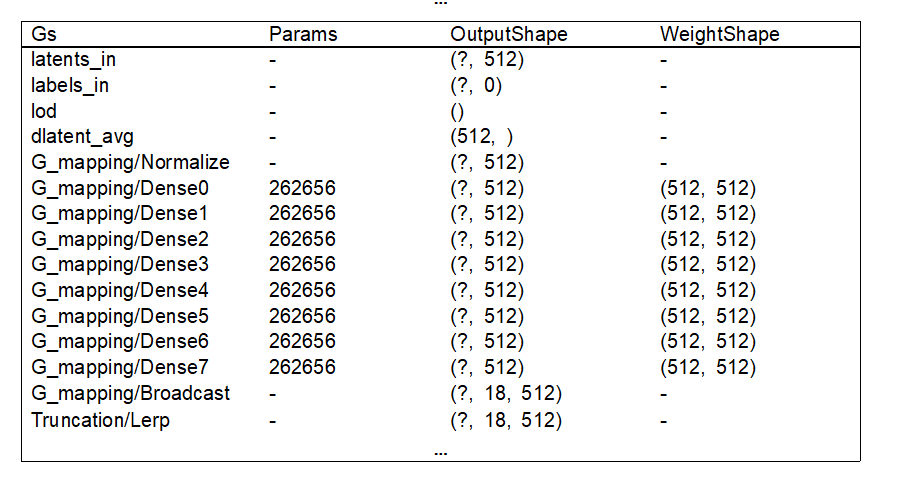 ...
Gs Params OutputShape WeightShape
latents_in - (?, 512) -
labels_in - (?, 0) -
lod - () -
dlatent_avg - (512, ) -
G_mapping/Normalize - (?, 512) -
G_mapping/Dense0 262656 (?, 512) (512, 512)
G_mapping/Dense1 262656 (?, 512) (512, 512)
G_mapping/Dense2 262656 (?, 512) (512, 512)
G_mapping/Dense3 262656 (?, 512) (512, 512)
G_mapping/Dense4 262656 (?, 512) (512, 512)
G_mapping/Dense5 262656 (?, 512) (512, 512)
G_mapping/Dense6 262656 (?, 512) (512, 512)
G_mapping/Dense7 262656 (?, 512) (512, 512)
G_mapping/Broadcast - (?, 18, 512) -
Truncation/Lerp - (?, 18, 512) -
...